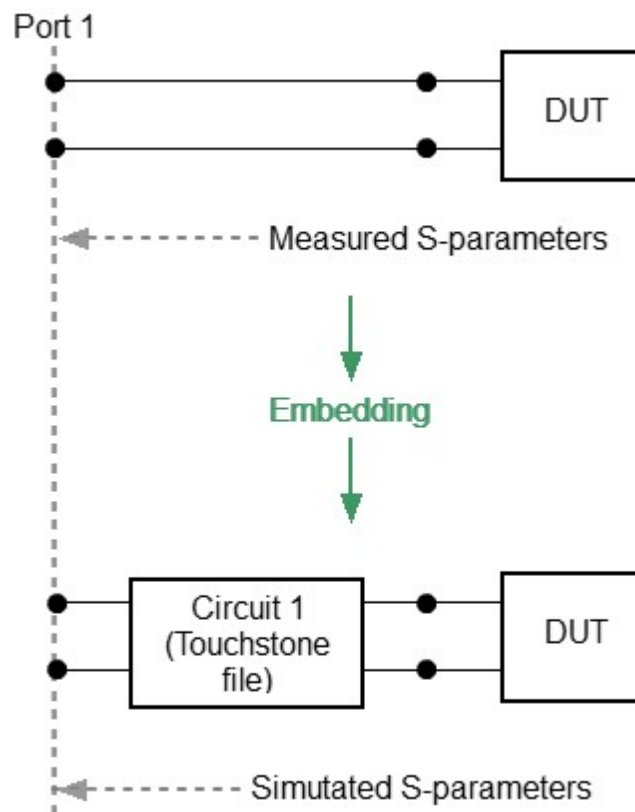 Port 1
DUT
Measured S-parameters
Embedding
Circuit 1
(Touchstone
file)
DUT
Simutated S-parameters